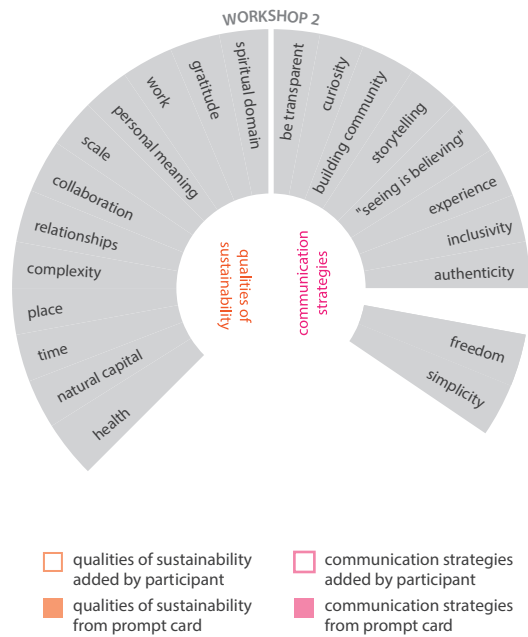 WORKSHOP 2
health
natural capital
time
place
complexity
relationships
collaboration
scale
personal meaning
work
gratitude
spiritual domain
be transparent
curiosity
building community
storytelling
"seeing is believing"
experience
inclusivity
authenticity
freedom
simplicity
qualities of
sustainability
communication
strategies
qualities of sustainability
added by participant
qualities of sustainability
from prompt card
communication strategies
added by participant
communication strategies
from prompt card